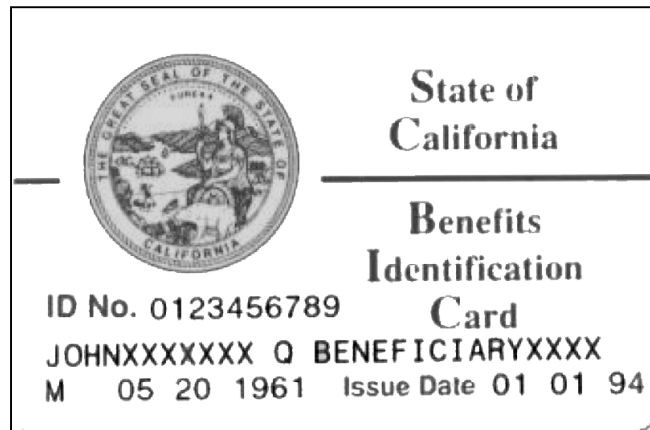 THE GREAT SEAL OF THE STATE OF
EUREKA
CALIFORNIA
State of
California
Benefits
Identification
Card
ID No. 0123456789
JOHNXXXXXXX Q BENEFICIARYXXXX
M 05 20 1961 Issue Date 01 01 94